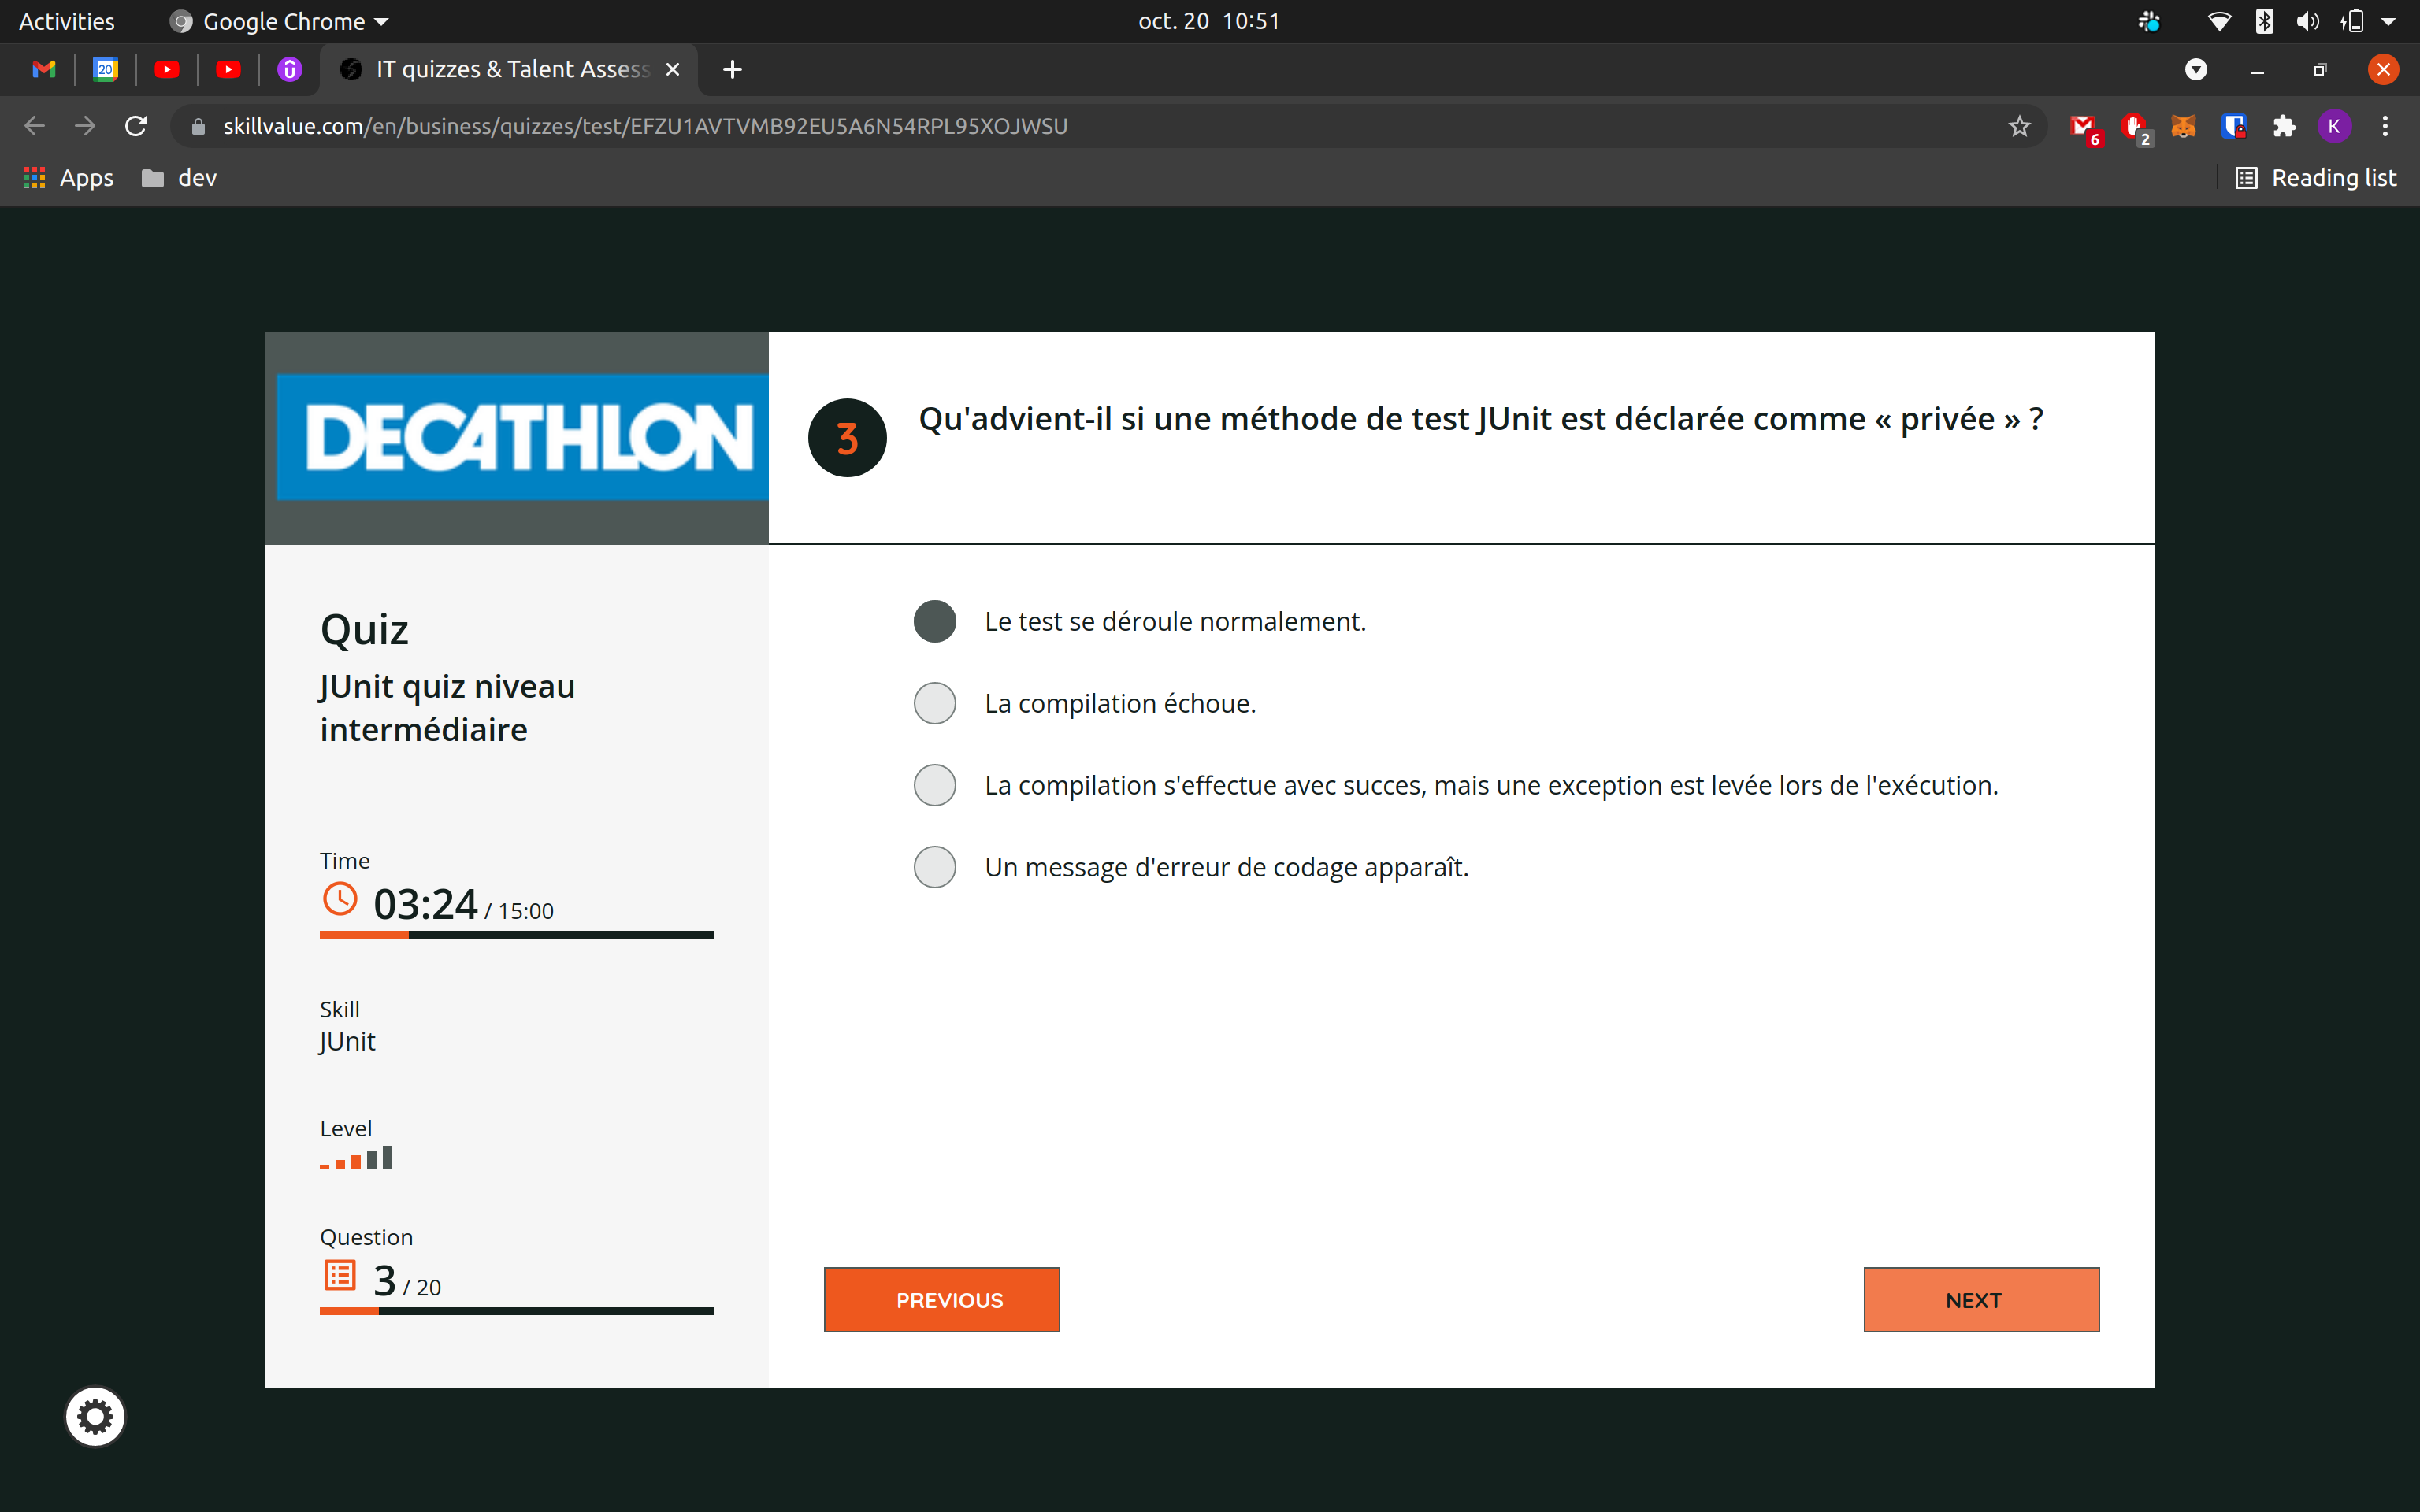 Activities
Google Chrome
oct. 20 10:51
20
IT quizzes & Talent Assess
skillvalue.com/en/business/quizzes/test/EFZU1AVTVMB92EU5A6N54RPL95XOJWSU
6
2
K
Apps
dev
Reading list
DECATHLON
3
Qu'advient-il si une méthode de test JUnit est déclarée comme « privée » ?
Quiz
JUnit quiz niveau
intermédiaire
Le test se déroule normalement.
La compilation échoue.
La compilation s'effectue avec succes, mais une exception est levée lors de l'exécution.
Un message d'erreur de codage apparaît.
Time
03:24 / 15:00
Skill
JUnit
Level
Question
3 / 20
PREVIOUS
NEXT